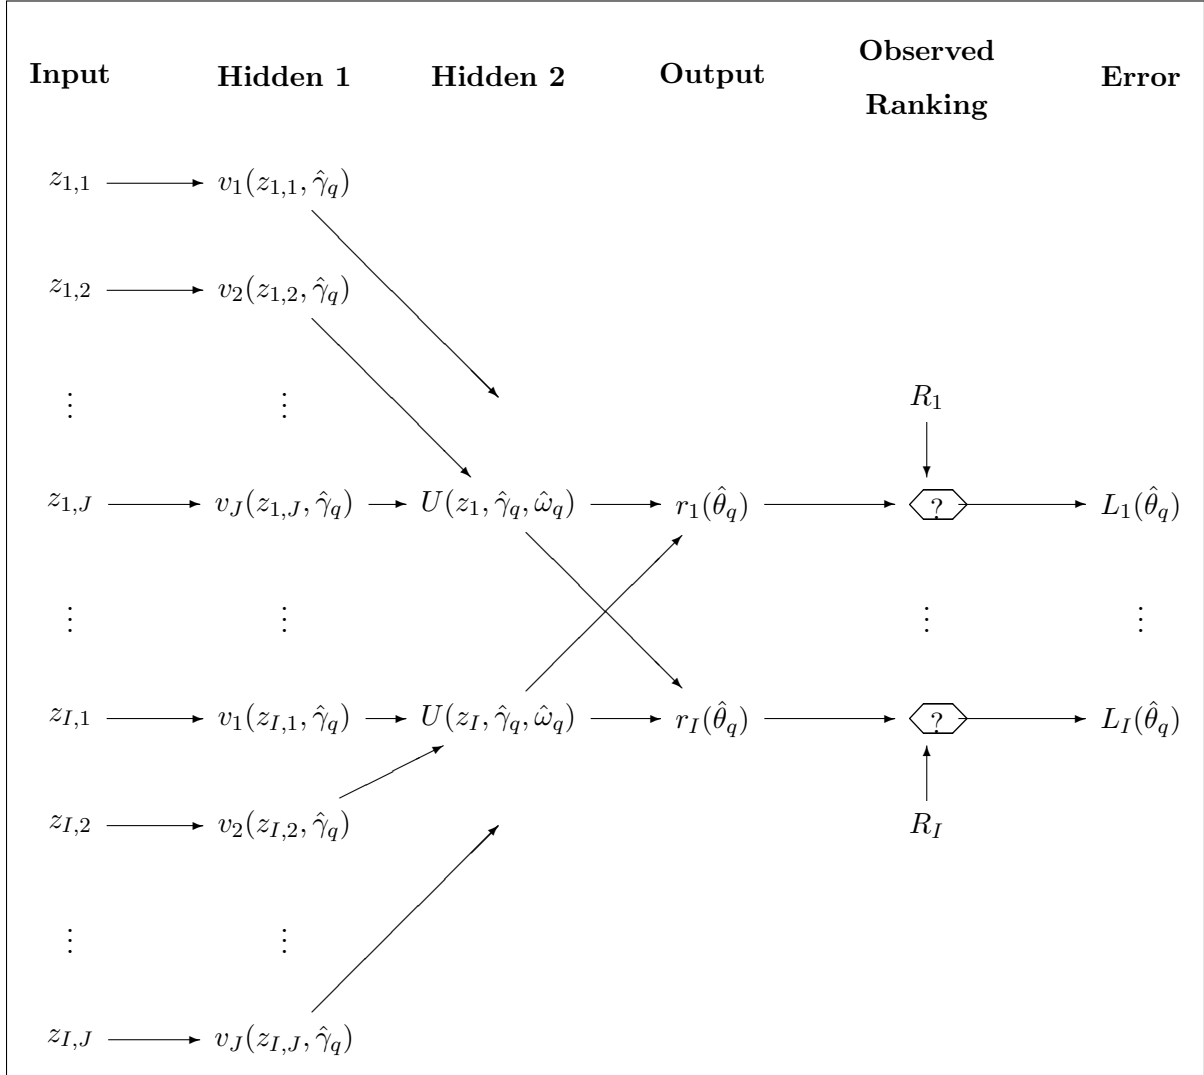 Input Hidden 1 Hidden 2 Output Observed Ranking Error
z_{1,1} v_1(z_{1,1}, γ̂_q)
z_{1,2} v_2(z_{1,2}, γ̂_q)
⋮ ⋮ R_1
z_{1,J} v_J(z_{1,J}, γ̂_q) U(z_1, γ̂_q, ω̂_q) r_1(θ̂_q) ? L_1(θ̂_q)
⋮ ⋮ ⋮ ⋮
z_{I,1} v_1(z_{I,1}, γ̂_q) U(z_I, γ̂_q, ω̂_q) r_I(θ̂_q) ? L_I(θ̂_q)
z_{I,2} v_2(z_{I,2}, γ̂_q) R_I
⋮ ⋮
z_{I,J} v_J(z_{I,J}, γ̂_q)